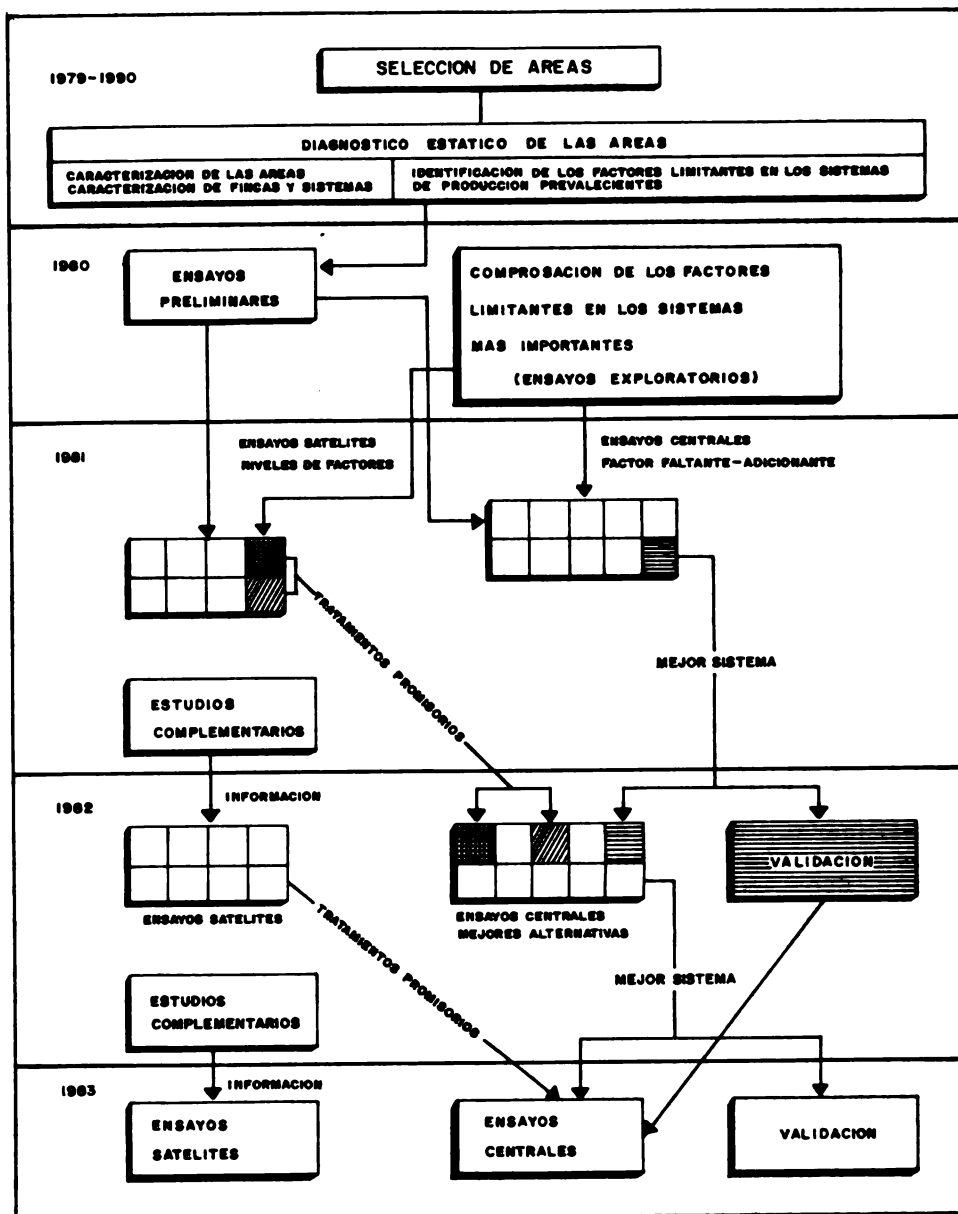 1979-1990
SELECCION DE AREAS
DIAGNOSTICO ESTATICO DE LAS AREAS
CARACTERIZACION DE LAS AREAS
CARACTERIZACION DE FINCAS Y SISTEMAS
IDENTIFICACION DE LOS FACTORES LIMITANTES EN LOS SISTEMAS
DE PRODUCCION PREVALECIENTES
1980
ENSAYOS
PRELIMINARES
COMPROSACION DE LOS FACTORES
LIMITANTES EN LOS SISTEMAS
MAS IMPORTANTES
(ENSAYOS EXPLORATORIOS)
1981
ENSAYOS SATELITES
NIVELES DE FACTORES
ENSAYOS CENTRALES
FACTOR FALTANTE-ADICIONANTE
TRATAMIENTOS PROMISORIOS
MEJOR SISTEMA
ESTUDIOS
COMPLEMENTARIOS
1982
INFORMACION
ENSAYOS SATELITES
ENSAYOS CENTRALES
MEJORES ALTERNATIVAS
VALIDACION
TRATAMIENTOS PROMISORIOS
MEJOR SISTEMA
ESTUDIOS
COMPLEMENTARIOS
1983
INFORMACION
ENSAYOS
SATELITES
ENSAYOS
CENTRALES
VALIDACION